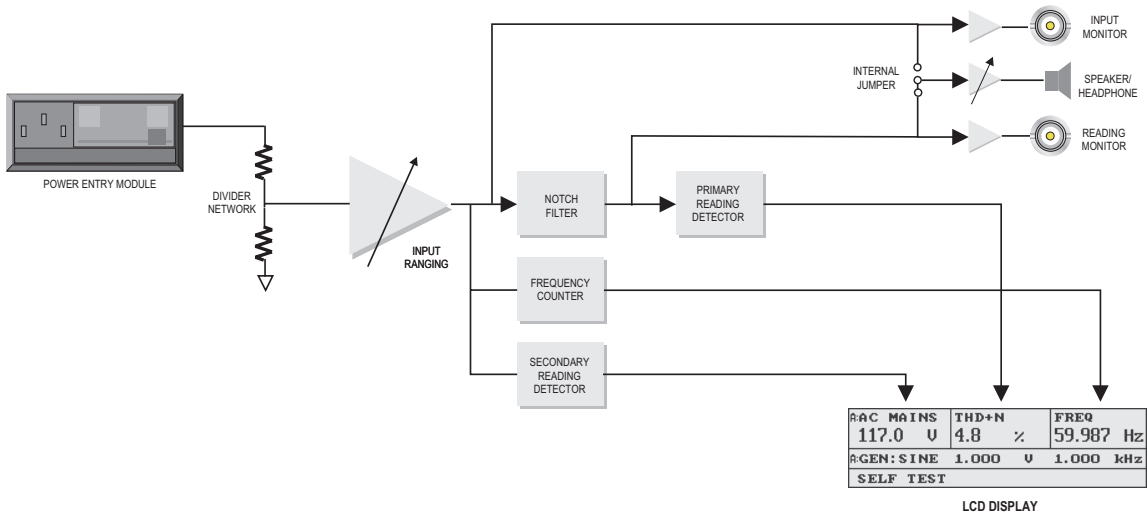 INPUT
MONITOR
INTERNAL
JUMPER
SPEAKER/
HEADPHONE
READING
MONITOR
POWER ENTRY MODULE
DIVIDER
NETWORK
INPUT
RANGING
NOTCH
FILTER
PRIMARY
READING
DETECTOR
FREQUENCY
COUNTER
SECONDARY
READING
DETECTOR
A:AC MAINS THD+N FREQ
117.0 V 4.8 % 59.987 Hz
A:GEN:SINE 1.000 V 1.000 kHz
SELF TEST
LCD DISPLAY